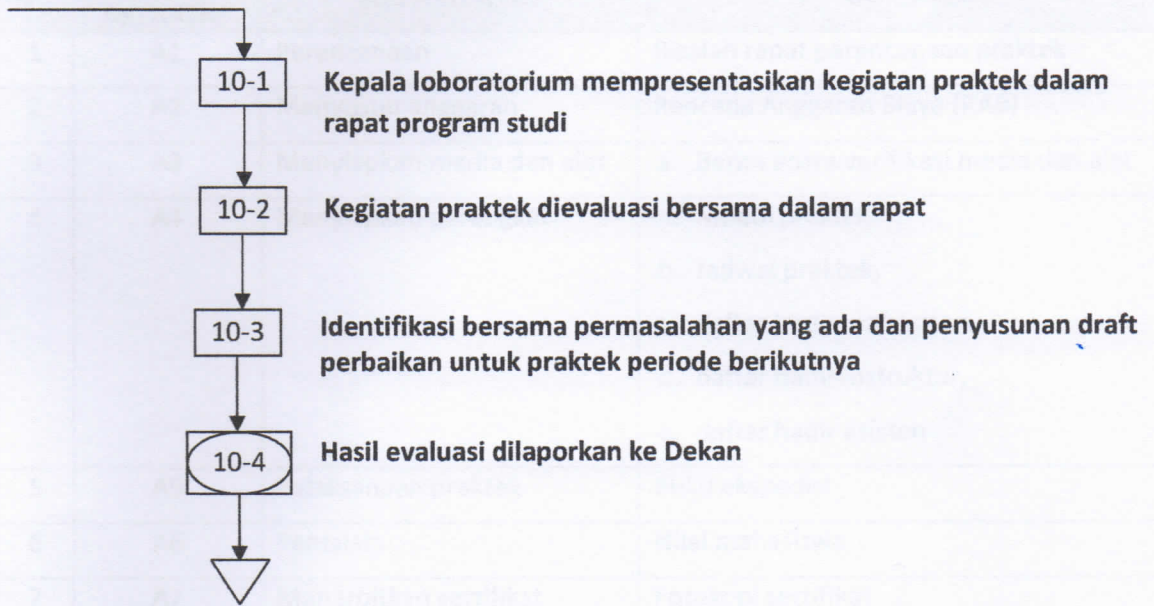 10-1
Kepala loboratorium mempresentasikan kegiatan praktek dalam
rapat program studi
10-2
Kegiatan praktek dievaluasi bersama dalam rapat
10-3
Identifikasi bersama permasalahan yang ada dan penyusunan draft
perbaikan untuk praktek periode berikutnya
10-4
Hasil evaluasi dilaporkan ke Dekan